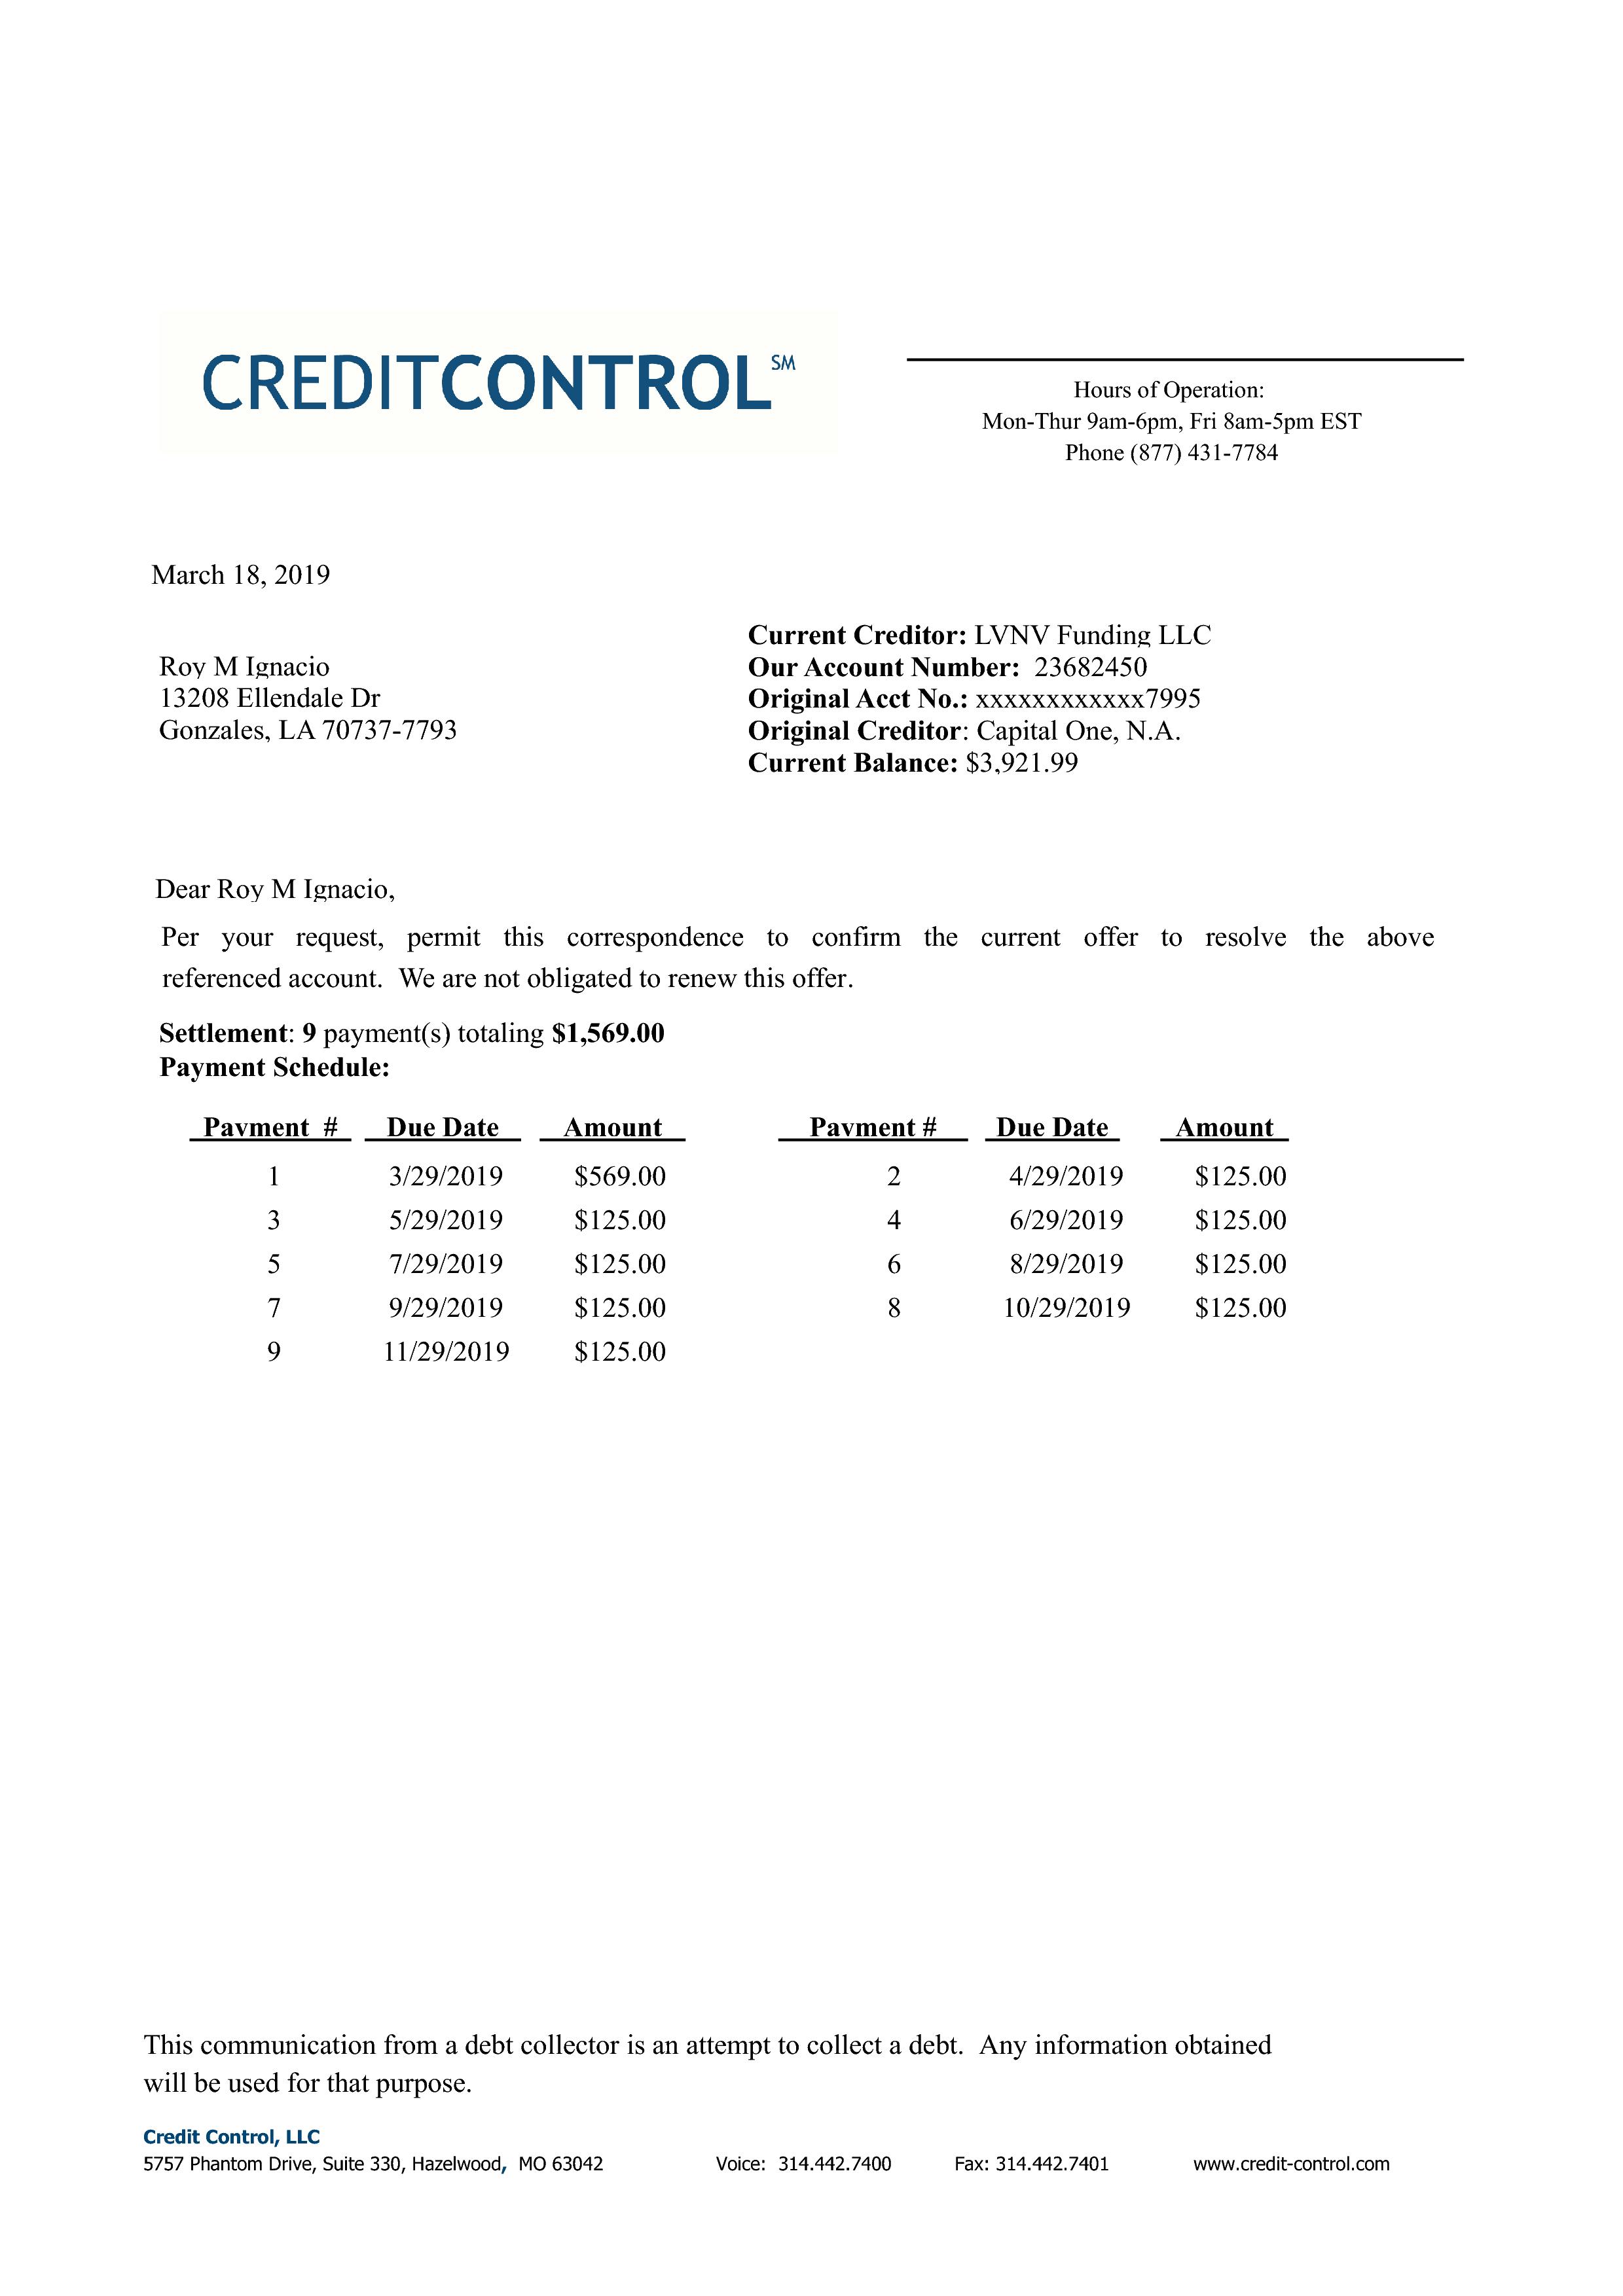 CREDITCONTROL SM
Hours of Operation:
Mon-Thur 9am-6pm, Fri 8am-5pm EST
Phone (877) 431-7784
March 18, 2019
Roy M Ignacio
13208 Ellendale Dr
Gonzales, LA 70737-7793
Current Creditor: LVNV Funding LLC
Our Account Number: 23682450
Original Acct No.: xxxxxxxxxxxx7995
Original Creditor: Capital One, N.A.
Current Balance: $3,921.99
Dear Roy M Ignacio,
Per your request, permit this correspondence to confirm the current offer to resolve the above
referenced account. We are not obligated to renew this offer.
Settlement: 9 payment(s) totaling $1,569.00
Payment Schedule:
Payment # Due Date Amount Payment # Due Date Amount
1 3/29/2019 $569.00 2 4/29/2019 $125.00
3 5/29/2019 $125.00 4 6/29/2019 $125.00
5 7/29/2019 $125.00 6 8/29/2019 $125.00
7 9/29/2019 $125.00 8 10/29/2019 $125.00
9 11/29/2019 $125.00
This communication from a debt collector is an attempt to collect a debt. Any information obtained
will be used for that purpose.
Credit Control, LLC
5757 Phantom Drive, Suite 330, Hazelwood, MO 63042 Voice: 314.442.7400 Fax: 314.442.7401 www.credit-control.com